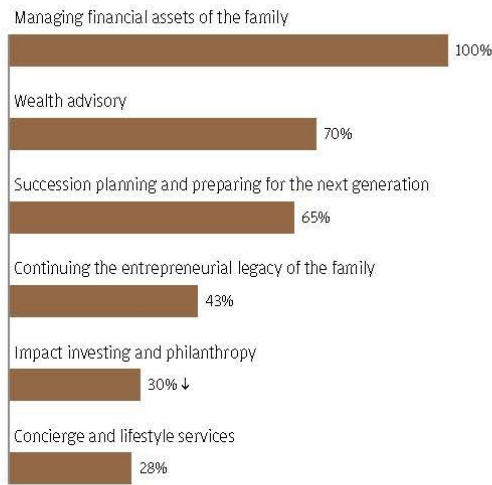 Managing financial assets of the family
100%
Wealth advisory
70%
Succession planning and preparing for the next generation
65%
Continuing the entrepreneurial legacy of the family
43%
Impact investing and philanthropy
30% ↓
Concierge and lifestyle services
28%